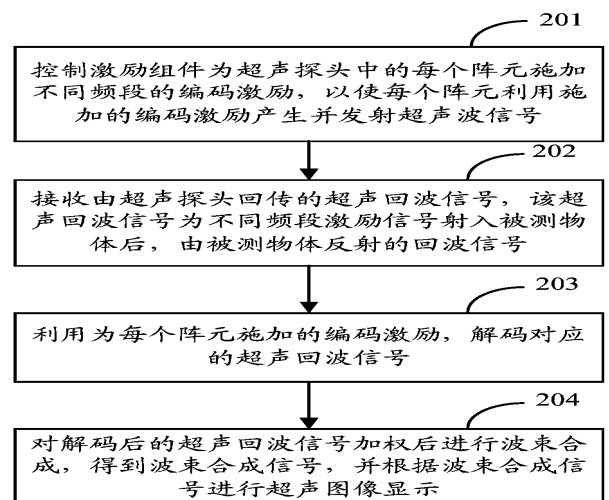 201
控制激励组件为超声探头中的每个阵元施加
不同频段的编码激励，以使每个阵元利用施
加的编码激励产生并发射超声波信号
202
接收由超声探头回传的超声回波信号，该超
声回波信号为不同频段激励信号射入被测物
体后，由被测物体反射的回波信号
203
利用为每个阵元施加的编码激励，解码对应
的超声回波信号
204
对解码后的超声回波信号加权后进行波束合
成，得到波束合成信号，并根据波束合成信
号进行超声图像显示